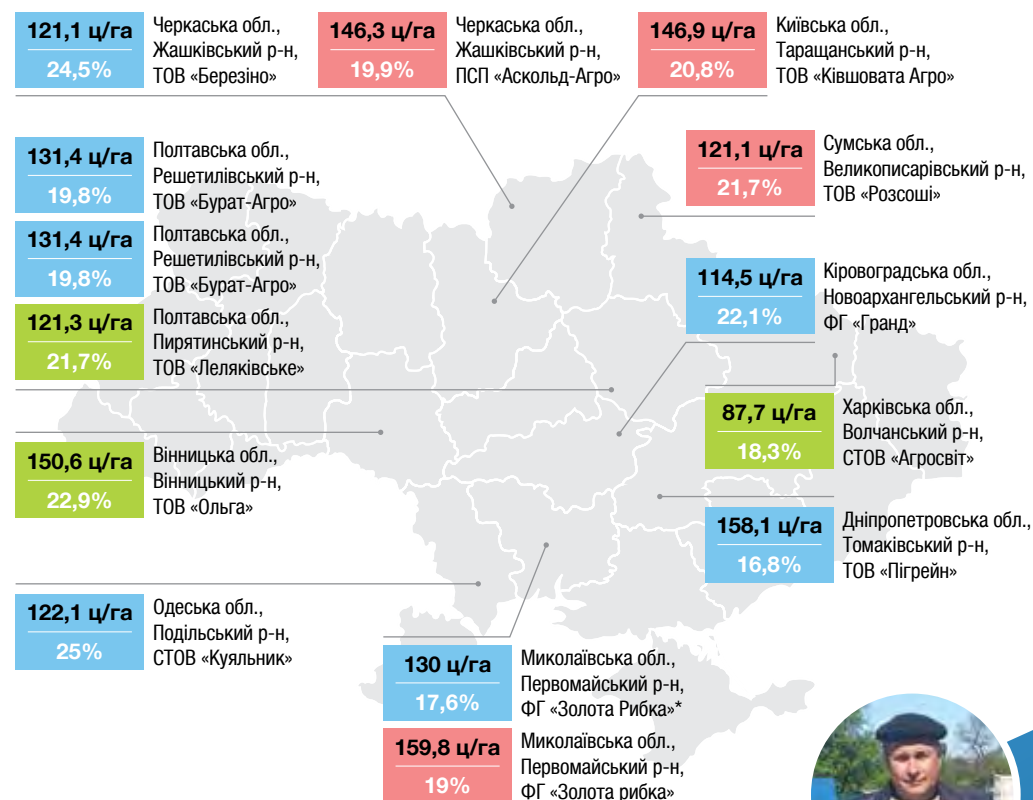 121,1 ц/га
24,5%
Черкаська обл.,
Жашківський р-н,
ТОВ «Березіно»
146,3 ц/га
19,9%
Черкаська обл.,
Жашківський р-н,
ПСП «Аскольд-Агро»
146,9 ц/га
20,8%
Київська обл.,
Таращанський р-н,
ТОВ «Ківшовата Агро»
131,4 ц/га
19,8%
Полтавська обл.,
Решетилівський р-н,
ТОВ «Бурат-Агро»
131,4 ц/га
19,8%
Полтавська обл.,
Решетилівський р-н,
ТОВ «Бурат-Агро»
121,3 ц/га
21,7%
Полтавська обл.,
Пирятинський р-н,
ТОВ «Леляківське»
121,1 ц/га
21,7%
Сумська обл.,
Великописарівський р-н,
ТОВ «Розсоші»
114,5 ц/га
22,1%
Кіровоградська обл.,
Новоархангельський р-н,
ФГ «Гранд»
87,7 ц/га
18,3%
Харківська обл.,
Волчанський р-н,
СТОВ «Агросвіт»
150,6 ц/га
22,9%
Вінницька обл.,
Вінницький р-н,
ТОВ «Ольга»
158,1 ц/га
16,8%
Дніпропетровська обл.,
Томаківський р-н,
ТОВ «Пігрейн»
122,1 ц/га
25%
Одеська обл.,
Подільський р-н,
СТОВ «Куяльник»
130 ц/га
17,6%
Миколаївська обл.,
Первомайський р-н,
ФГ «Золота Рибка»*
159,8 ц/га
19%
Миколаївська обл.,
Первомайський р-н,
ФГ «Золота рибка»